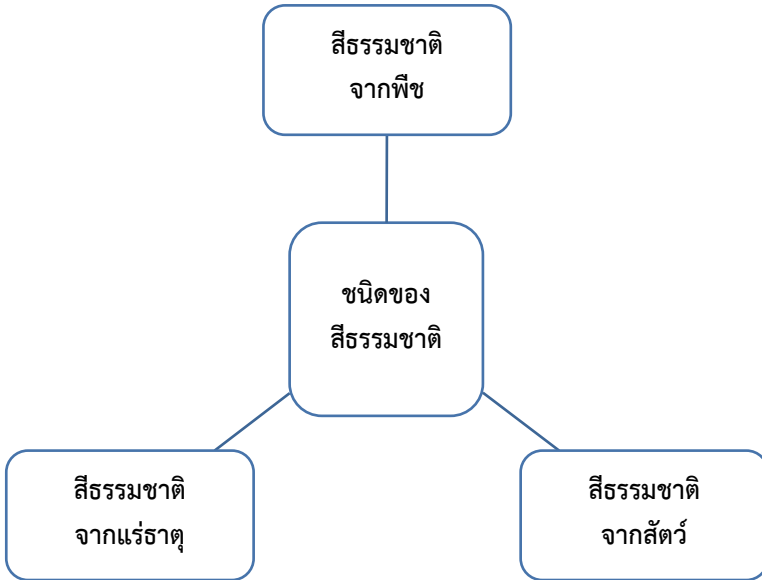 สีธรรมชาติ
จากพืช
ชนิดของ
สีธรรมชาติ
สีธรรมชาติ
จากแร่ธาตุ
สีธรรมชาติ
จากสัตว์